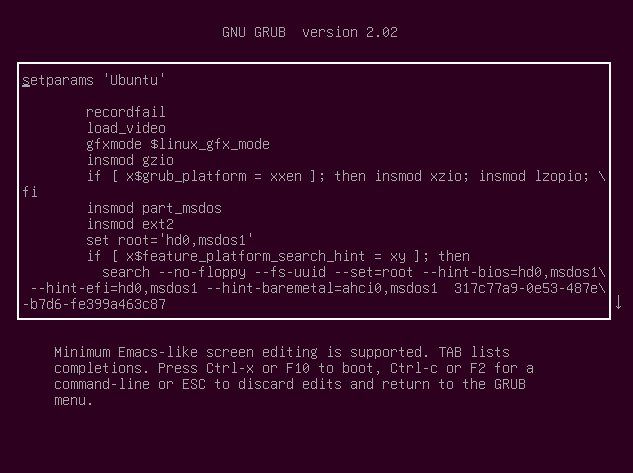 GNU GRUB  version 2.02
setparams 'Ubuntu'
recordfail
load_video
gfxmode $linux_gfx_mode
insmod gzio
if [ x$grub_platform = xxen ]; then insmod xzio; insmod lzopio; \
fi
insmod part_msdos
insmod ext2
set root='hd0,msdos1'
if [ x$feature_platform_search_hint = xy ]; then
search --no-floppy --fs-uuid --set=root --hint-bios=hd0,msdos1\
--hint-efi=hd0,msdos1 --hint-baremetal=ahci0,msdos1  317c77a9-0e53-487e\
-b7d6-fe399a463c87
↓
Minimum Emacs-like screen editing is supported. TAB lists
completions. Press Ctrl-x or F10 to boot, Ctrl-c or F2 for a
command-line or ESC to discard edits and return to the GRUB
menu.